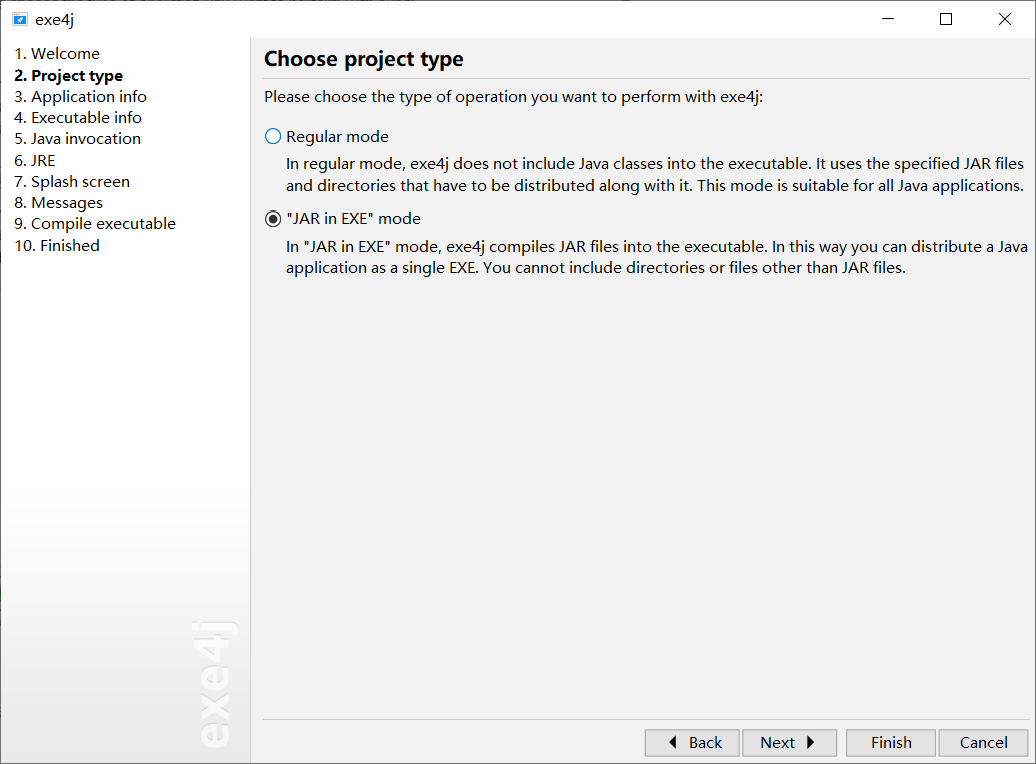 exe4j
1. Welcome
2. Project type
3. Application info
4. Executable info
5. Java invocation
6. JRE
7. Splash screen
8. Messages
9. Compile executable
10. Finished
exe4j
Choose project type
Please choose the type of operation you want to perform with exe4j:
Regular mode
In regular mode, exe4j does not include Java classes into the executable. It uses the specified JAR files
and directories that have to be distributed along with it. This mode is suitable for all Java applications.
"JAR in EXE" mode
In "JAR in EXE" mode, exe4j compiles JAR files into the executable. In this way you can distribute a Java
application as a single EXE. You cannot include directories or files other than JAR files.
Back
Next
Finish
Cancel